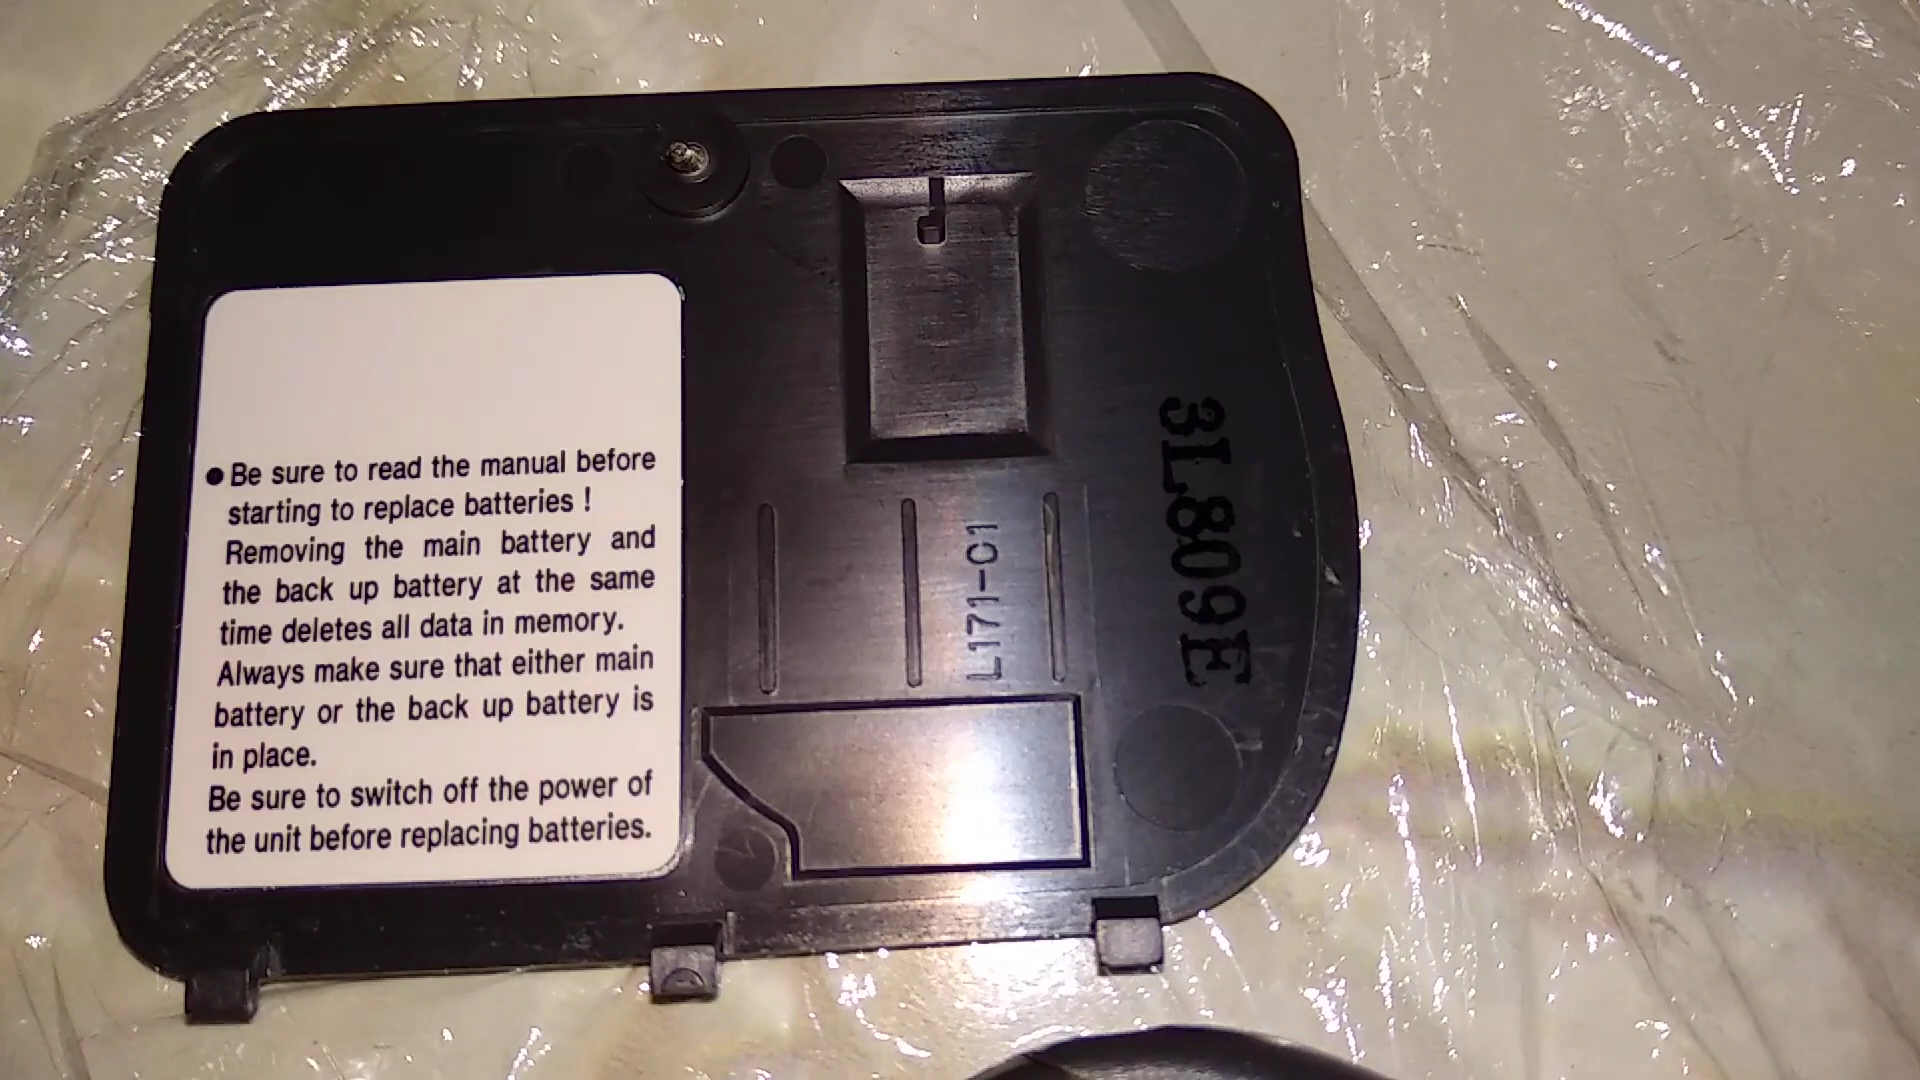 ● Be sure to read the manual before
starting to replace batteries !
Removing the main battery and
the back up battery at the same
time deletes all data in memory.
Always make sure that either main
battery or the back up battery is
in place.
Be sure to switch off the power of
the unit before replacing batteries.
L171-C1
3L809E